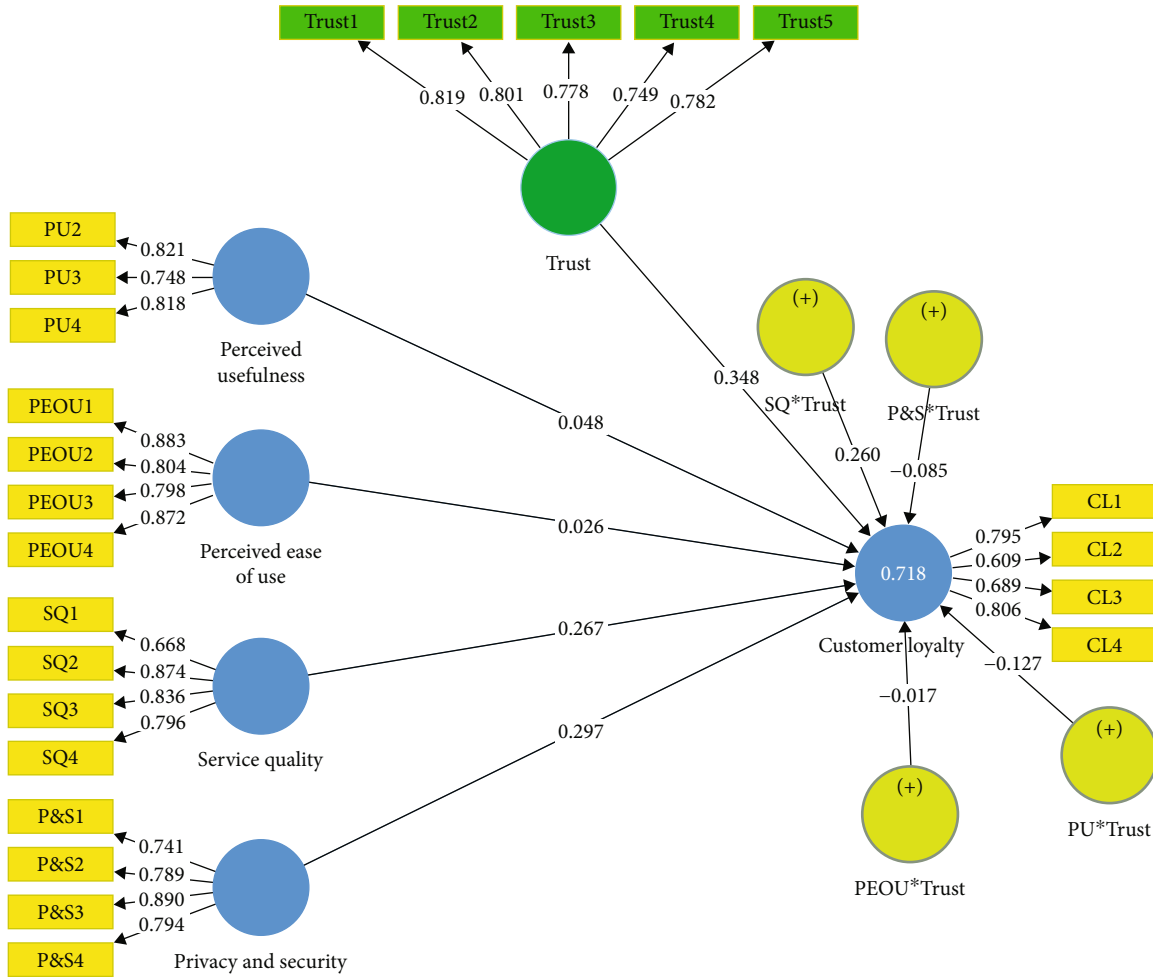 Trust1
Trust2
Trust3
Trust4
Trust5
0.819
0.801
0.778
0.749
0.782
Trust
PU2
PU3
PU4
0.821
0.748
0.818
Perceived
usefulness
0.048
0.348
(+)
SQ*Trust
0.260
(+)
P&S*Trust
−0.085
PEOU1
PEOU2
PEOU3
PEOU4
0.883
0.804
0.798
0.872
Perceived ease
of use
0.026
0.718
Customer loyalty
0.795
0.609
0.689
0.806
CL1
CL2
CL3
CL4
SQ1
SQ2
SQ3
SQ4
0.668
0.874
0.836
0.796
Service quality
0.267
−0.017
−0.127
(+)
PEOU*Trust
(+)
PU*Trust
P&S1
P&S2
P&S3
P&S4
0.741
0.789
0.890
0.794
Privacy and security
0.297